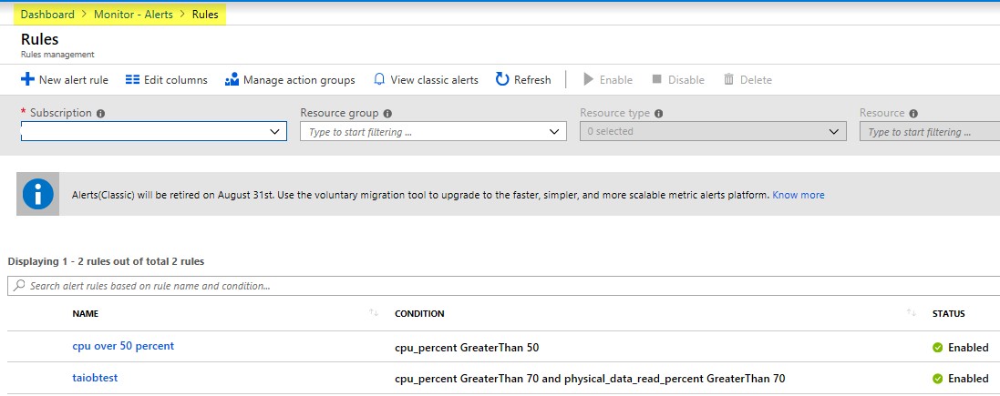 Dashboard > Monitor - Alerts > Rules
Rules
Rules management
New alert rule Edit columns Manage action groups View classic alerts Refresh Enable Disable Delete
* Subscription Resource group Resource type Resource
Type to start filtering ... 0 selected Type to start filtering ...
Alerts(Classic) will be retired on August 31st. Use the voluntary migration tool to upgrade to the faster, simpler, and more scalable metric alerts platform. Know more
Displaying 1 - 2 rules out of total 2 rules
Search alert rules based on rule name and condition...
NAME CONDITION STATUS
cpu over 50 percent cpu_percent GreaterThan 50 Enabled
taiobtest cpu_percent GreaterThan 70 and physical_data_read_percent GreaterThan 70 Enabled